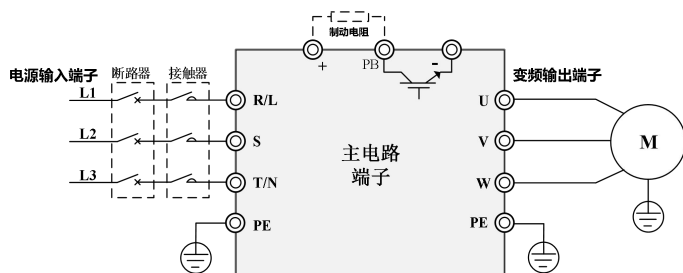 制动电阻
+
PB
-
电源输入端子
断路器
接触器
变频输出端子
L1
R/L
U
L2
S
V
M
主电路
端子
L3
T/N
W
PE
PE